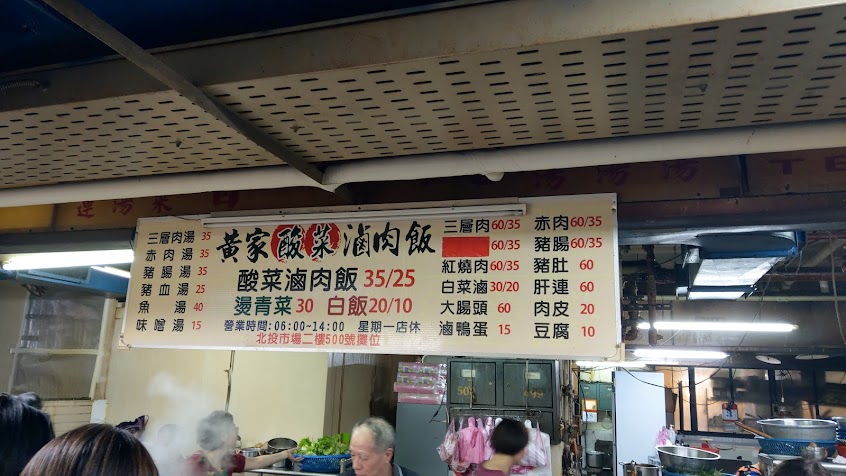 黃家酸菜滷肉飯
酸菜滷肉飯 35/25
燙青菜 30 白飯 20/10
營業時間:06:00~14:00 星期一店休
北投市場二樓500號攤位
三層肉湯 35
赤肉湯 35
豬腸湯 35
豬血湯 25
魚湯 40
味噌湯 15
三層肉 60/35
60/35
紅燒肉 60/35
白菜滷 30/20
大腸頭 60
滷鴨蛋 15
赤肉 60/35
豬腸 60/35
豬肚 60
肝連 60
肉皮 20
豆腐 10